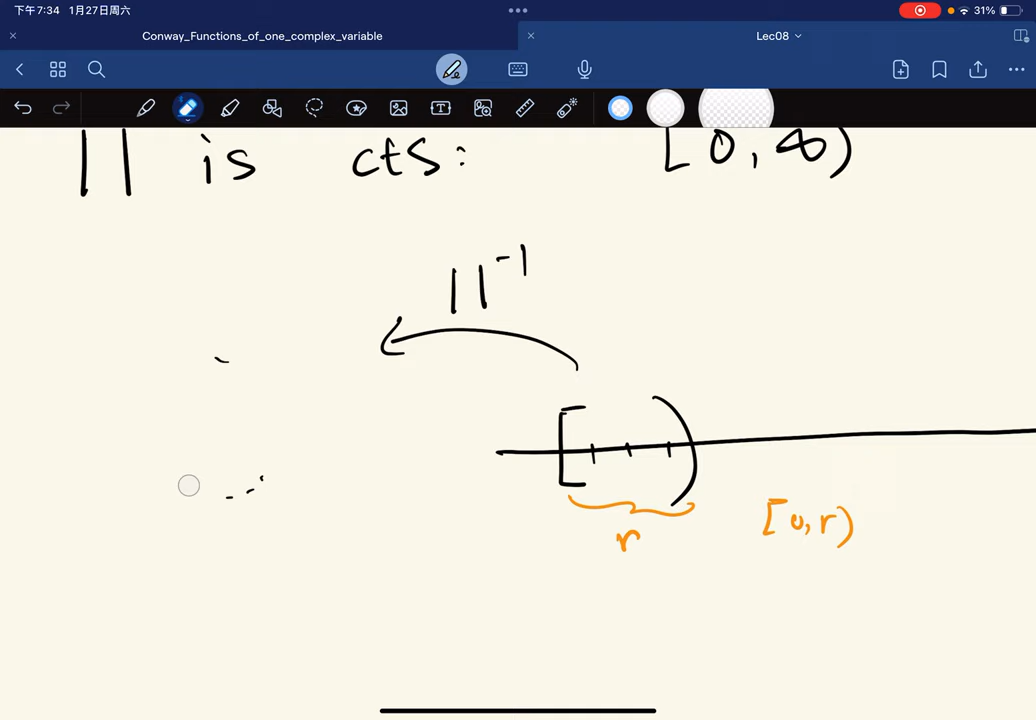 下午7:34 1月27日周六
31%
Conway_Functions_of_one_complex_variable
Lec08
|| is cts: [0,∞)
||⁻¹
r
[0,r)